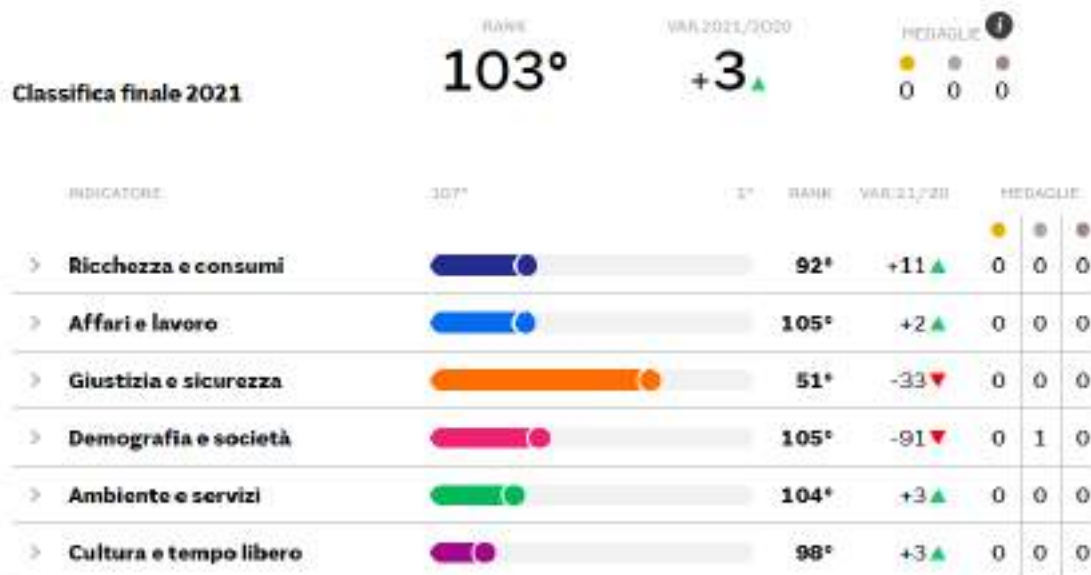 RANK VAR.2021/2020 MEDAGLIE i
Classifica finale 2021 103° +3 0 0 0
INDICATORE 107° 1° RANK VAR.21/'20 MEDAGLIE
Ricchezza e consumi 92° +11 0 0 0
Affari e lavoro 105° +2 0 0 0
Giustizia e sicurezza 51° -33 0 0 0
Demografia e società 105° -91 0 1 0
Ambiente e servizi 104° +3 0 0 0
Cultura e tempo libero 98° +3 0 0 0